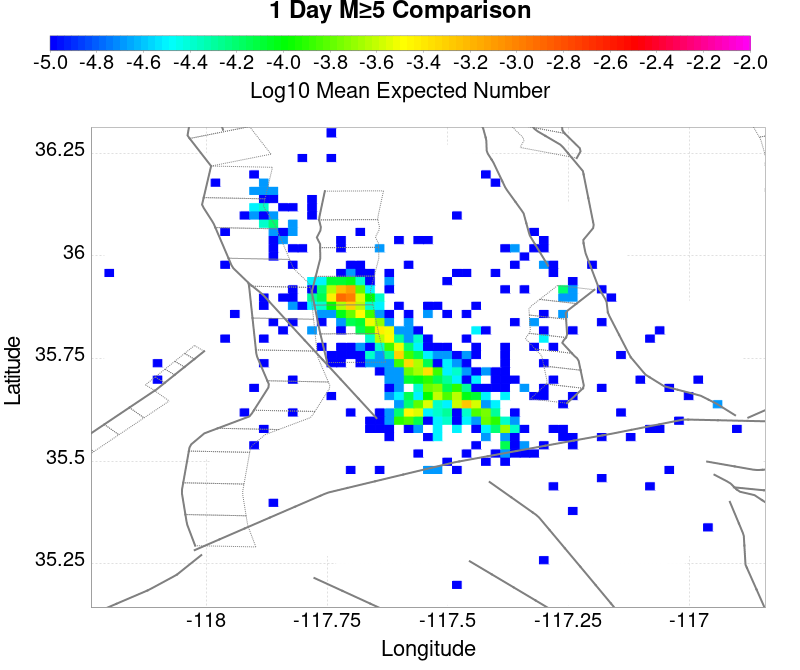 1 Day M≥5 Comparison
-5.0 -4.8 -4.6 -4.4 -4.2 -4.0 -3.8 -3.6 -3.4 -3.2 -3.0 -2.8 -2.6 -2.4 -2.2 -2.0
Log10 Mean Expected Number
36.25
36
35.75
35.5
35.25
Latitude
-118 -117.75 -117.5 -117.25 -117
Longitude